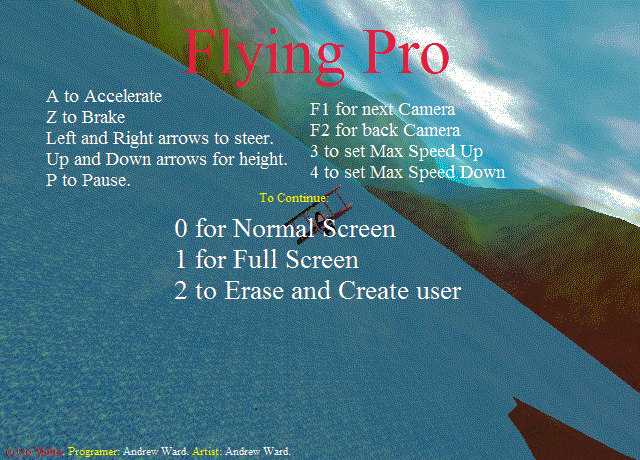 Flying Pro
A to Accelerate
Z to Brake
Left and Right arrows to steer.
Up and Down arrows for height.
P to Pause.
F1 for next Camera
F2 for back Camera
3 to set Max Speed Up
4 to set Max Speed Down
To Continue:
0 for Normal Screen
1 for Full Screen
2 to Erase and Create user
Programer: Andrew Ward. Artist: Andrew Ward.